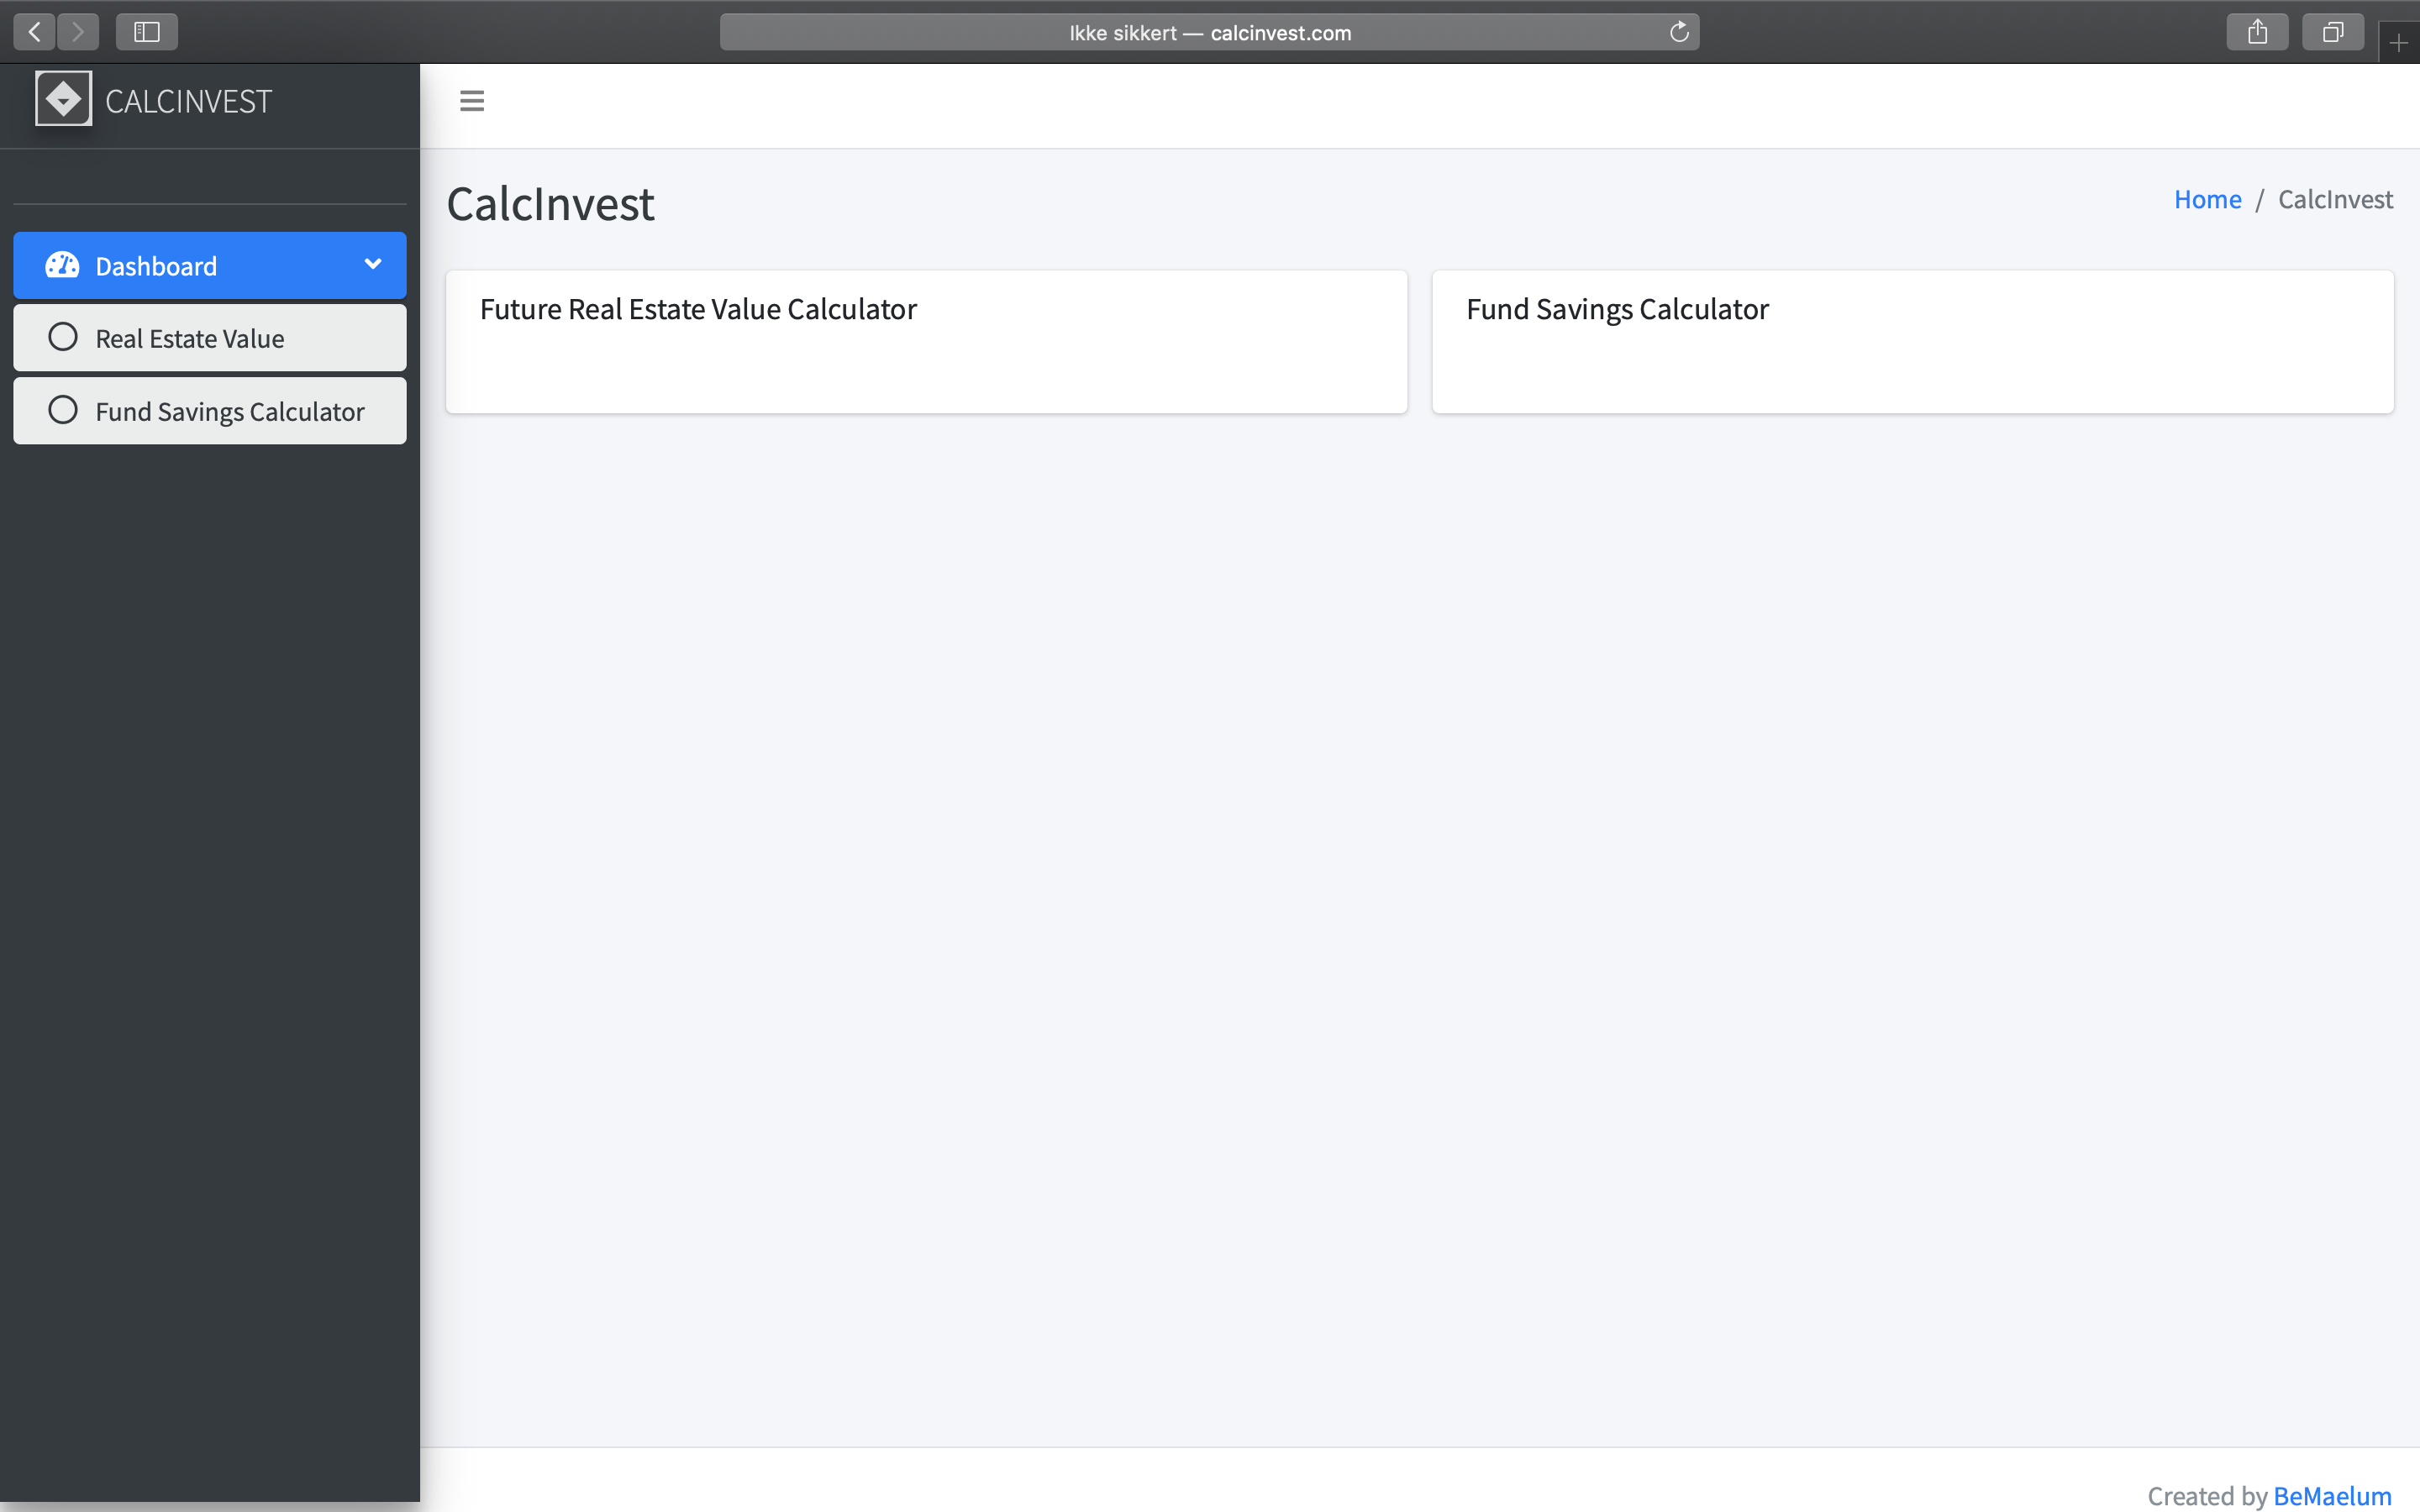 Ikke sikkert — calcinvest.com
CALCINVEST
CalcInvest
Home / CalcInvest
Dashboard
Real Estate Value
Fund Savings Calculator
Future Real Estate Value Calculator
Fund Savings Calculator
Created by BeMaelum